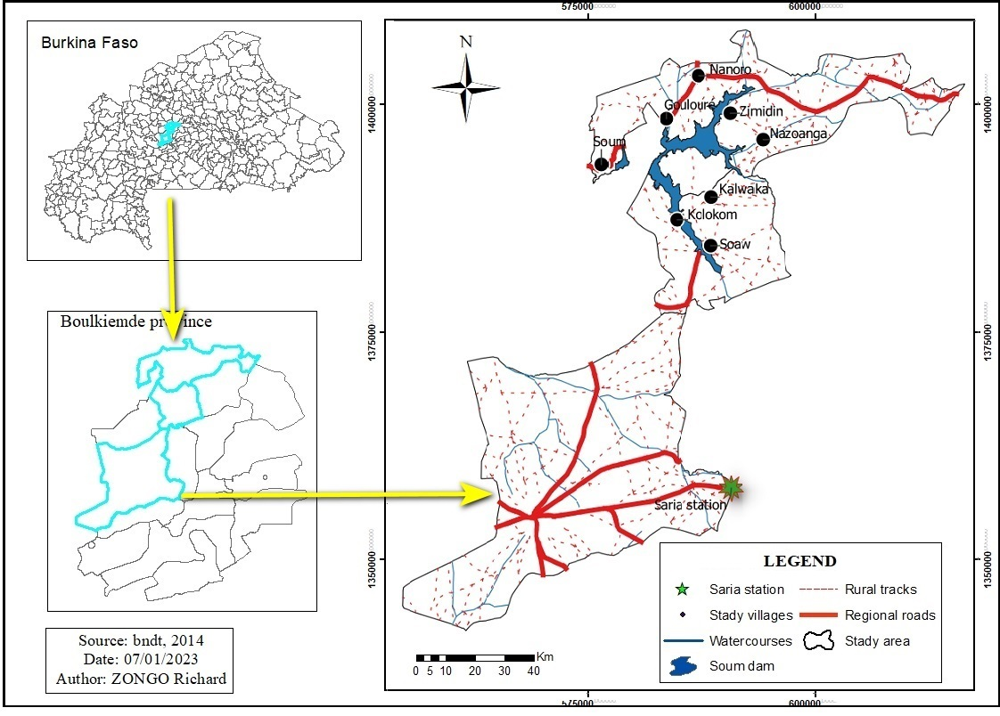 575000
600000
Burkina Faso
N
Nanoro
Gouloure
Zimidin
1400000
1400000
Nazoanga
Soum
Kalwaka
Kolokom
Soaw
Boulkiemde province
1375000
1375000
Saria station
LEGEND
Saria station
Rural tracks
Stady villages
Regional roads
Watercourses
Stady area
Soum dam
1350000
1350000
Source: bndt, 2014
Date: 07/01/2023
Author: ZONGO Richard
Km
0 5 10 20 30 40
575000
600000